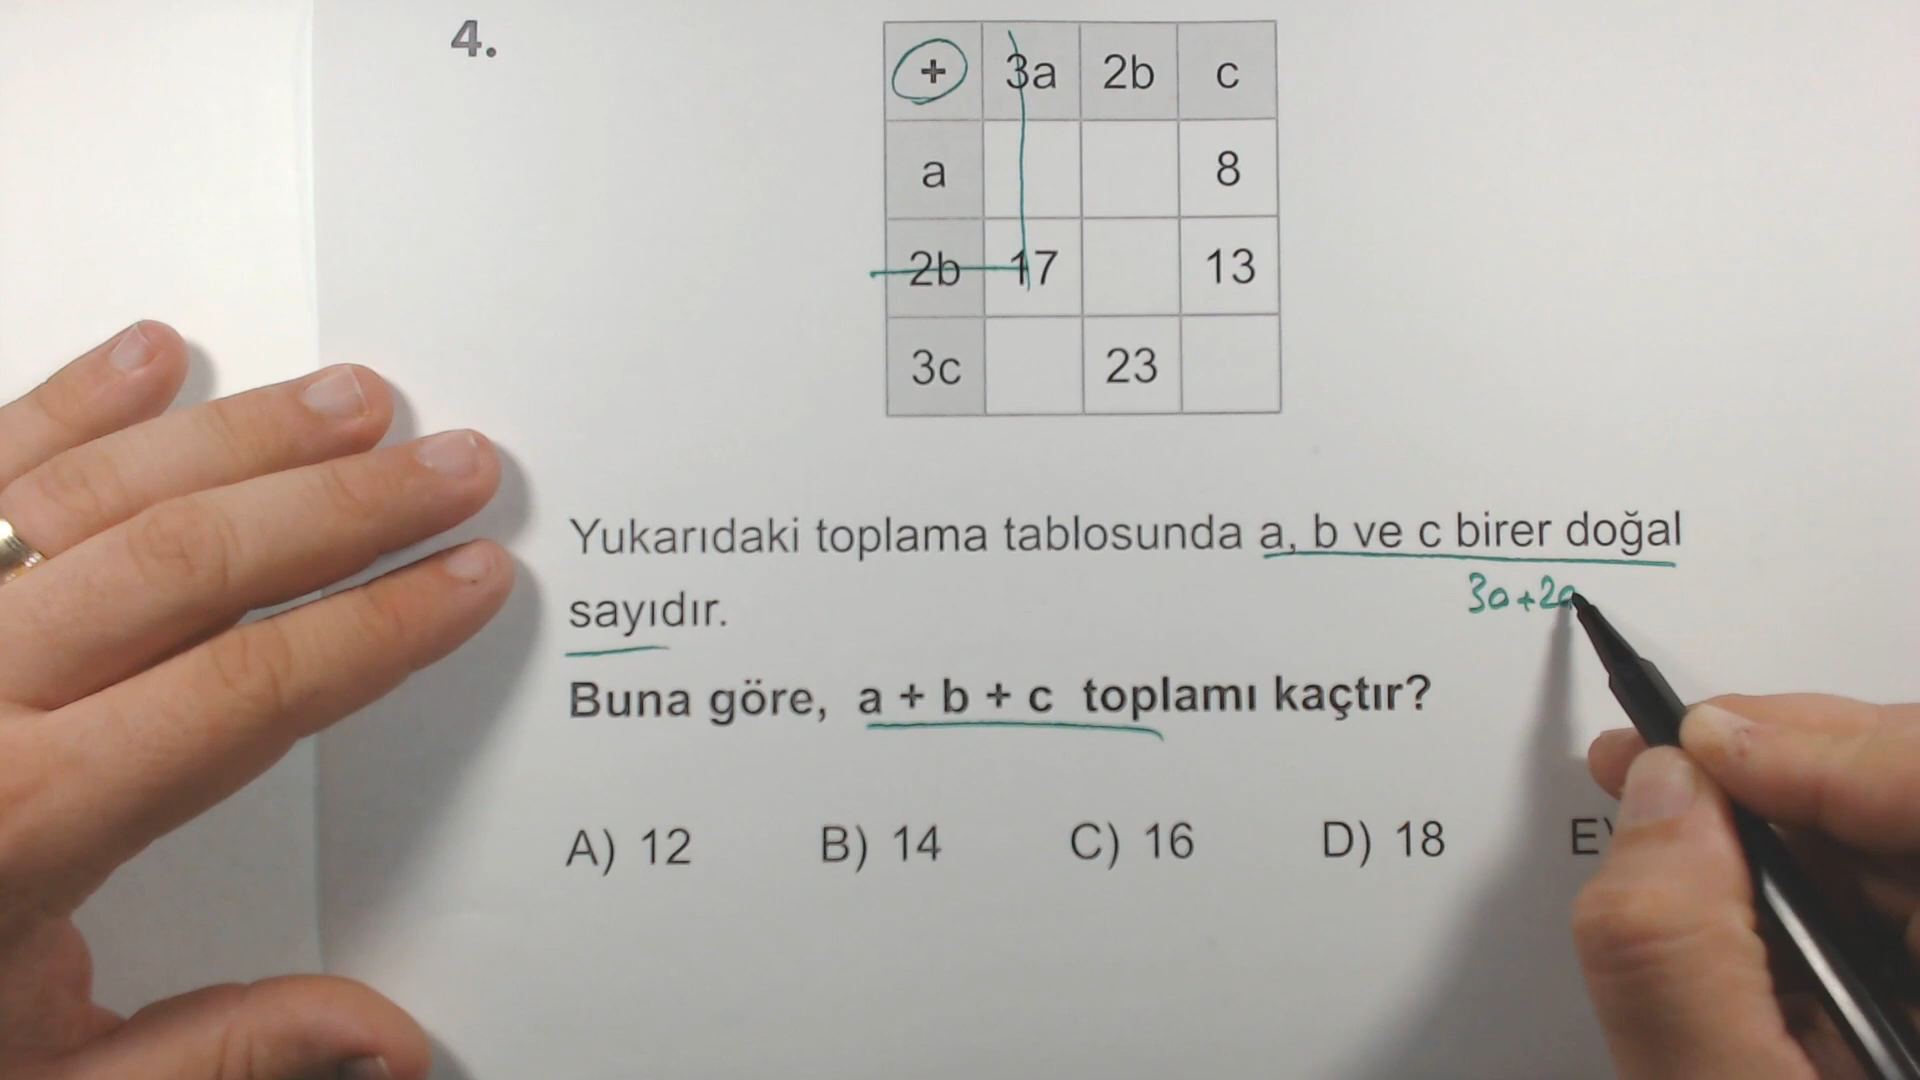 4.
+ 3a 2b c
a 8
2b 17 13
3c 23
Yukarıdaki toplama tablosunda a, b ve c birer doğal
3a+2a
sayıdır.
Buna göre, a + b + c toplamı kaçtır?
A) 12 B) 14 C) 16 D) 18 E)